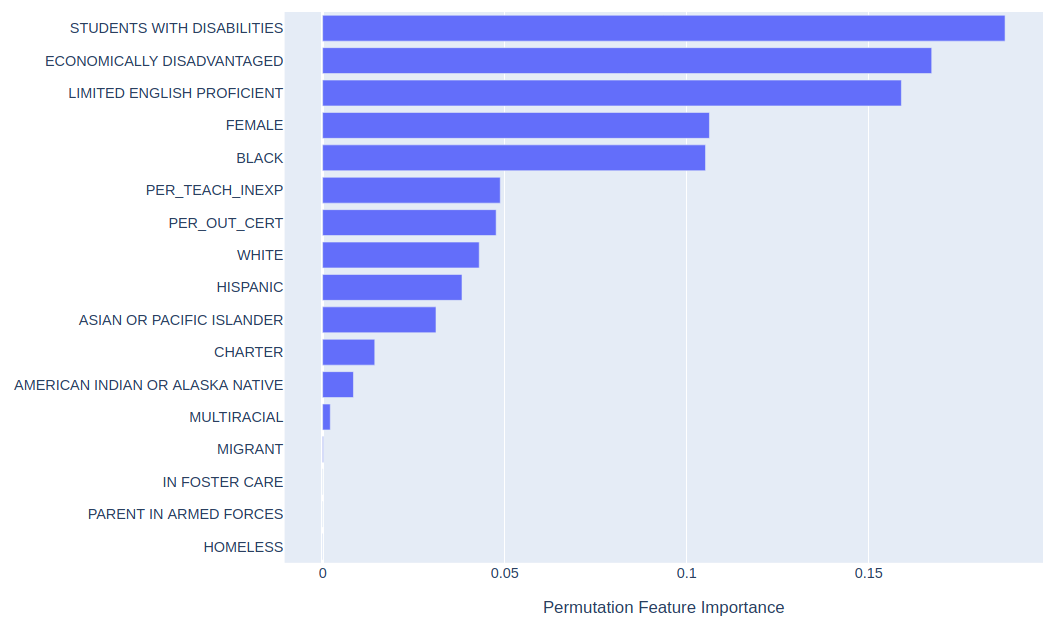 STUDENTS WITH DISABILITIES
ECONOMICALLY DISADVANTAGED
LIMITED ENGLISH PROFICIENT
FEMALE
BLACK
PER_TEACH_INEXP
PER_OUT_CERT
WHITE
HISPANIC
ASIAN OR PACIFIC ISLANDER
CHARTER
AMERICAN INDIAN OR ALASKA NATIVE
MULTIRACIAL
MIGRANT
IN FOSTER CARE
PARENT IN ARMED FORCES
HOMELESS
0 0.05 0.1 0.15
Permutation Feature Importance